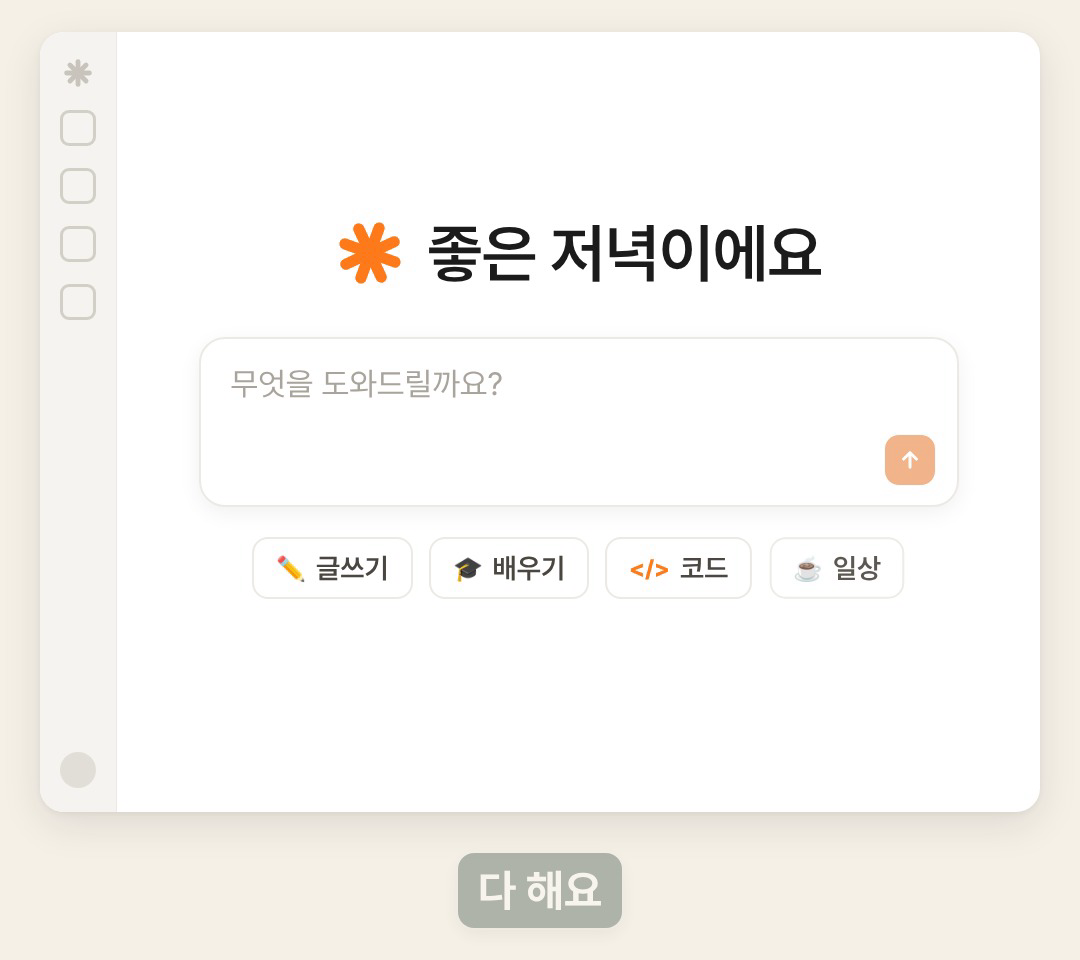 좋은 저녁이에요
무엇을 도와드릴까요?
✏️ 글쓰기
🎓 배우기
</> 코드
☕ 일상
다 해요